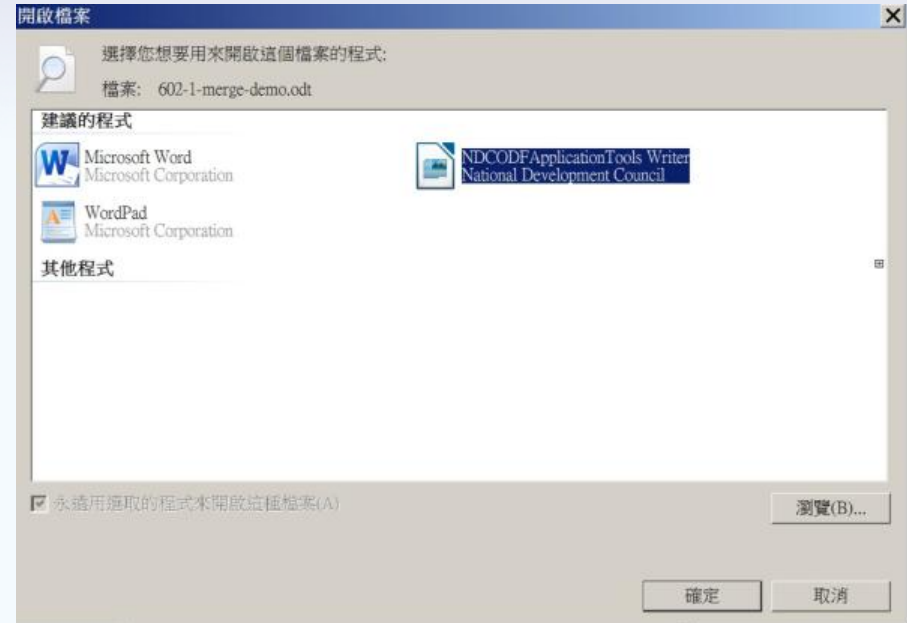 開啟檔案
選擇您想要用來開啟這個檔案的程式:
檔案: 602-1-merge-demo.odt
建議的程式
Microsoft Word
Microsoft Corporation
NDCODFApplicationTools Writer
National Development Council
WordPad
Microsoft Corporation
其他程式
永遠用選取的程式來開啟這種檔案(A)
瀏覽(B)...
確定
取消